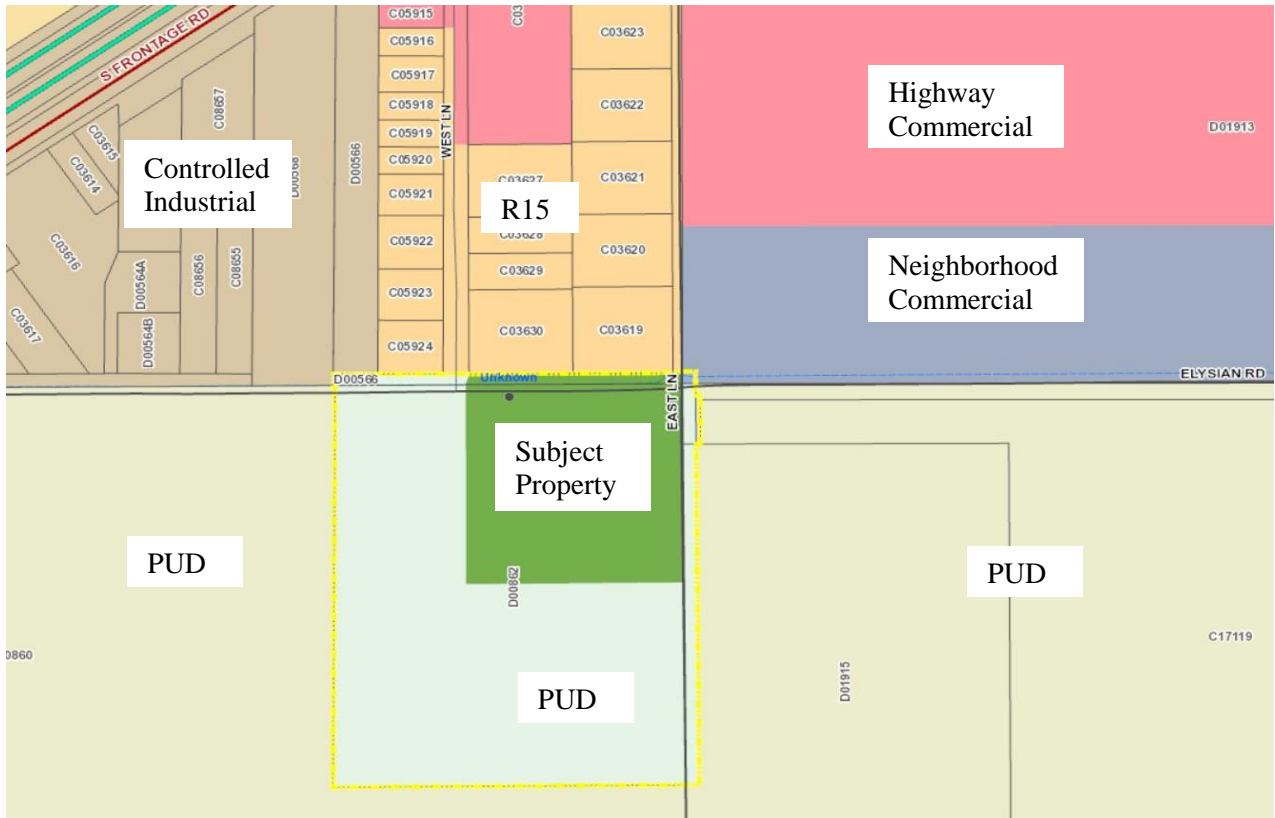 C05915
C03
C03623
C05916
S FRONTAGE RD
C05917
C08657
C05918
C03622
WEST LN
Highway
Commercial
D01913
C05919
C03615
C05920
Controlled
Industrial
D00568
D00566
C03614
C03627
C03621
C05921
R15
C03628
C05922
C03620
C03616
C08656
C08655
D00564A
C03629
Neighborhood
Commercial
C05923
C03617
D00564B
C03630
C03619
C05924
D00566
Unknown
ELYSIAN RD
EAST LN
Subject
Property
PUD
PUD
D00862
0860
C17119
D01915
PUD